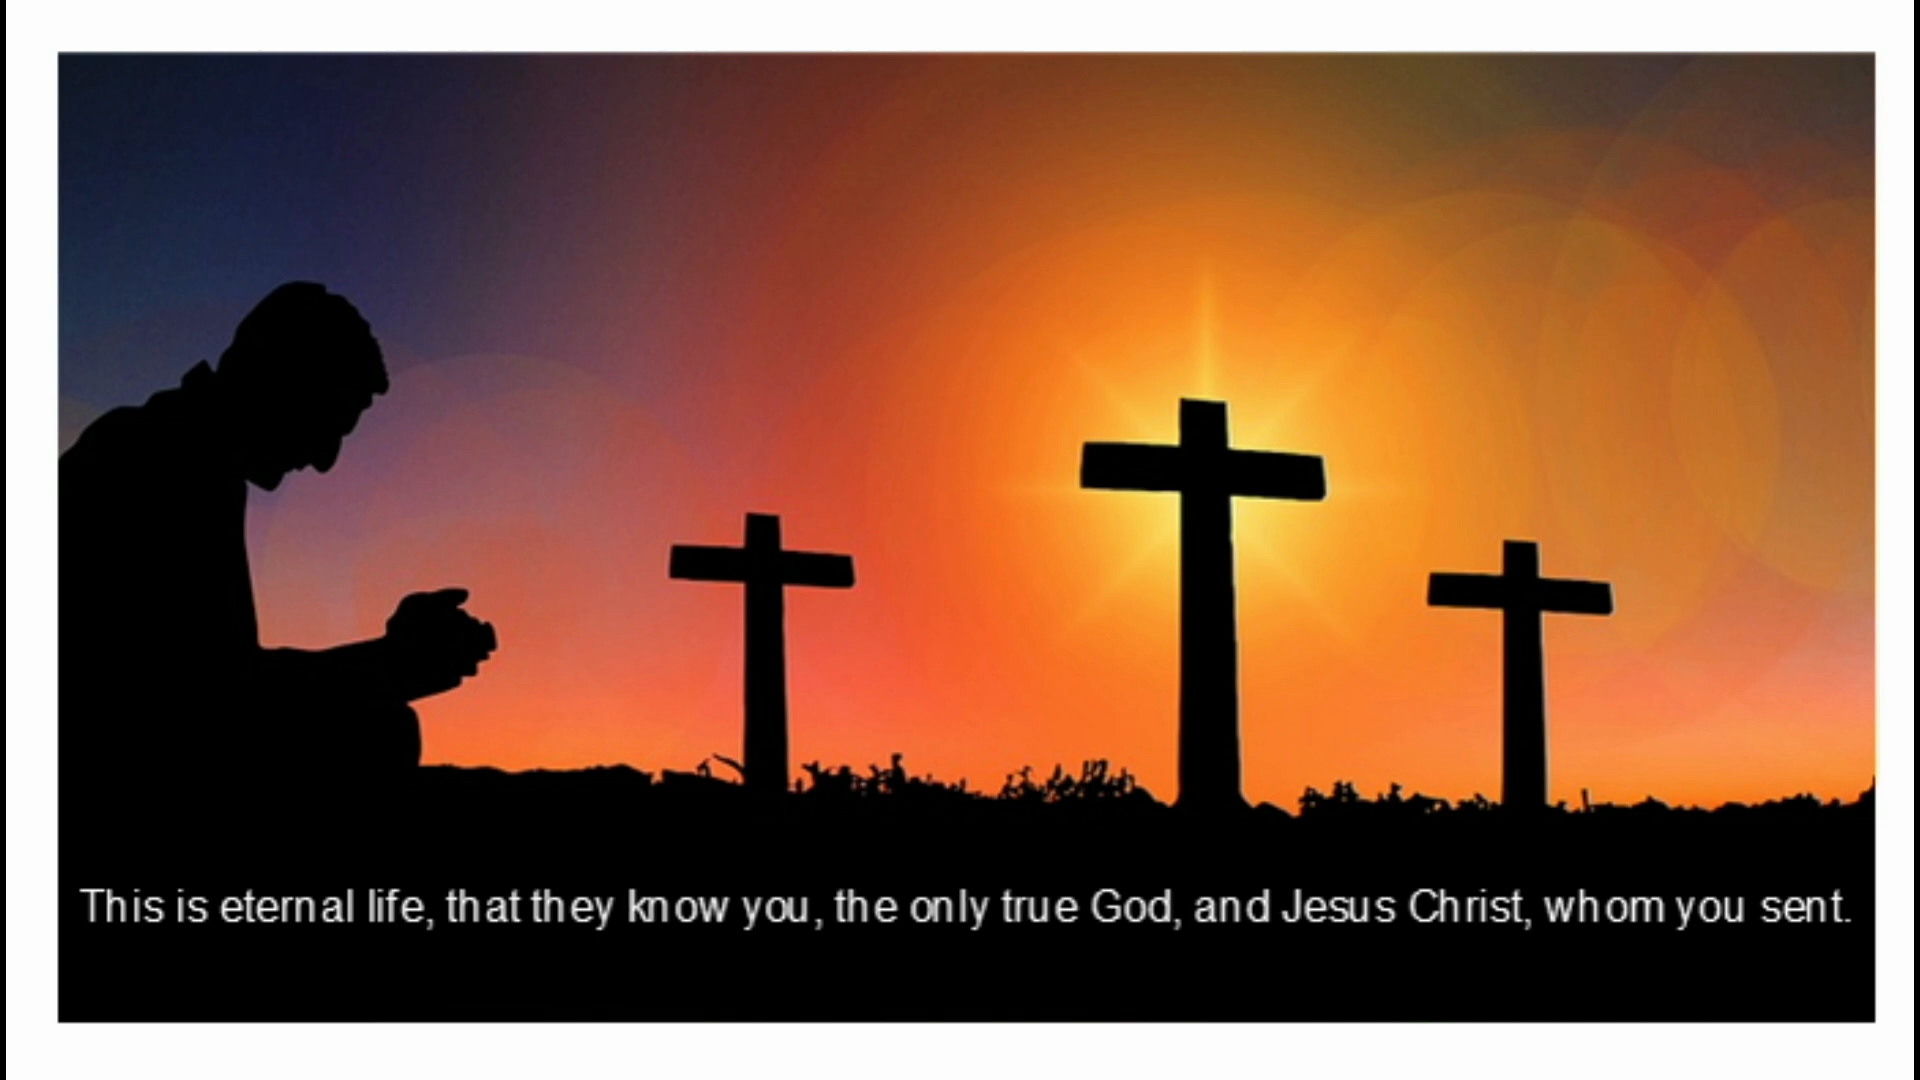 This is eternal life, that they know you, the only true God, and Jesus Christ, whom you sent.